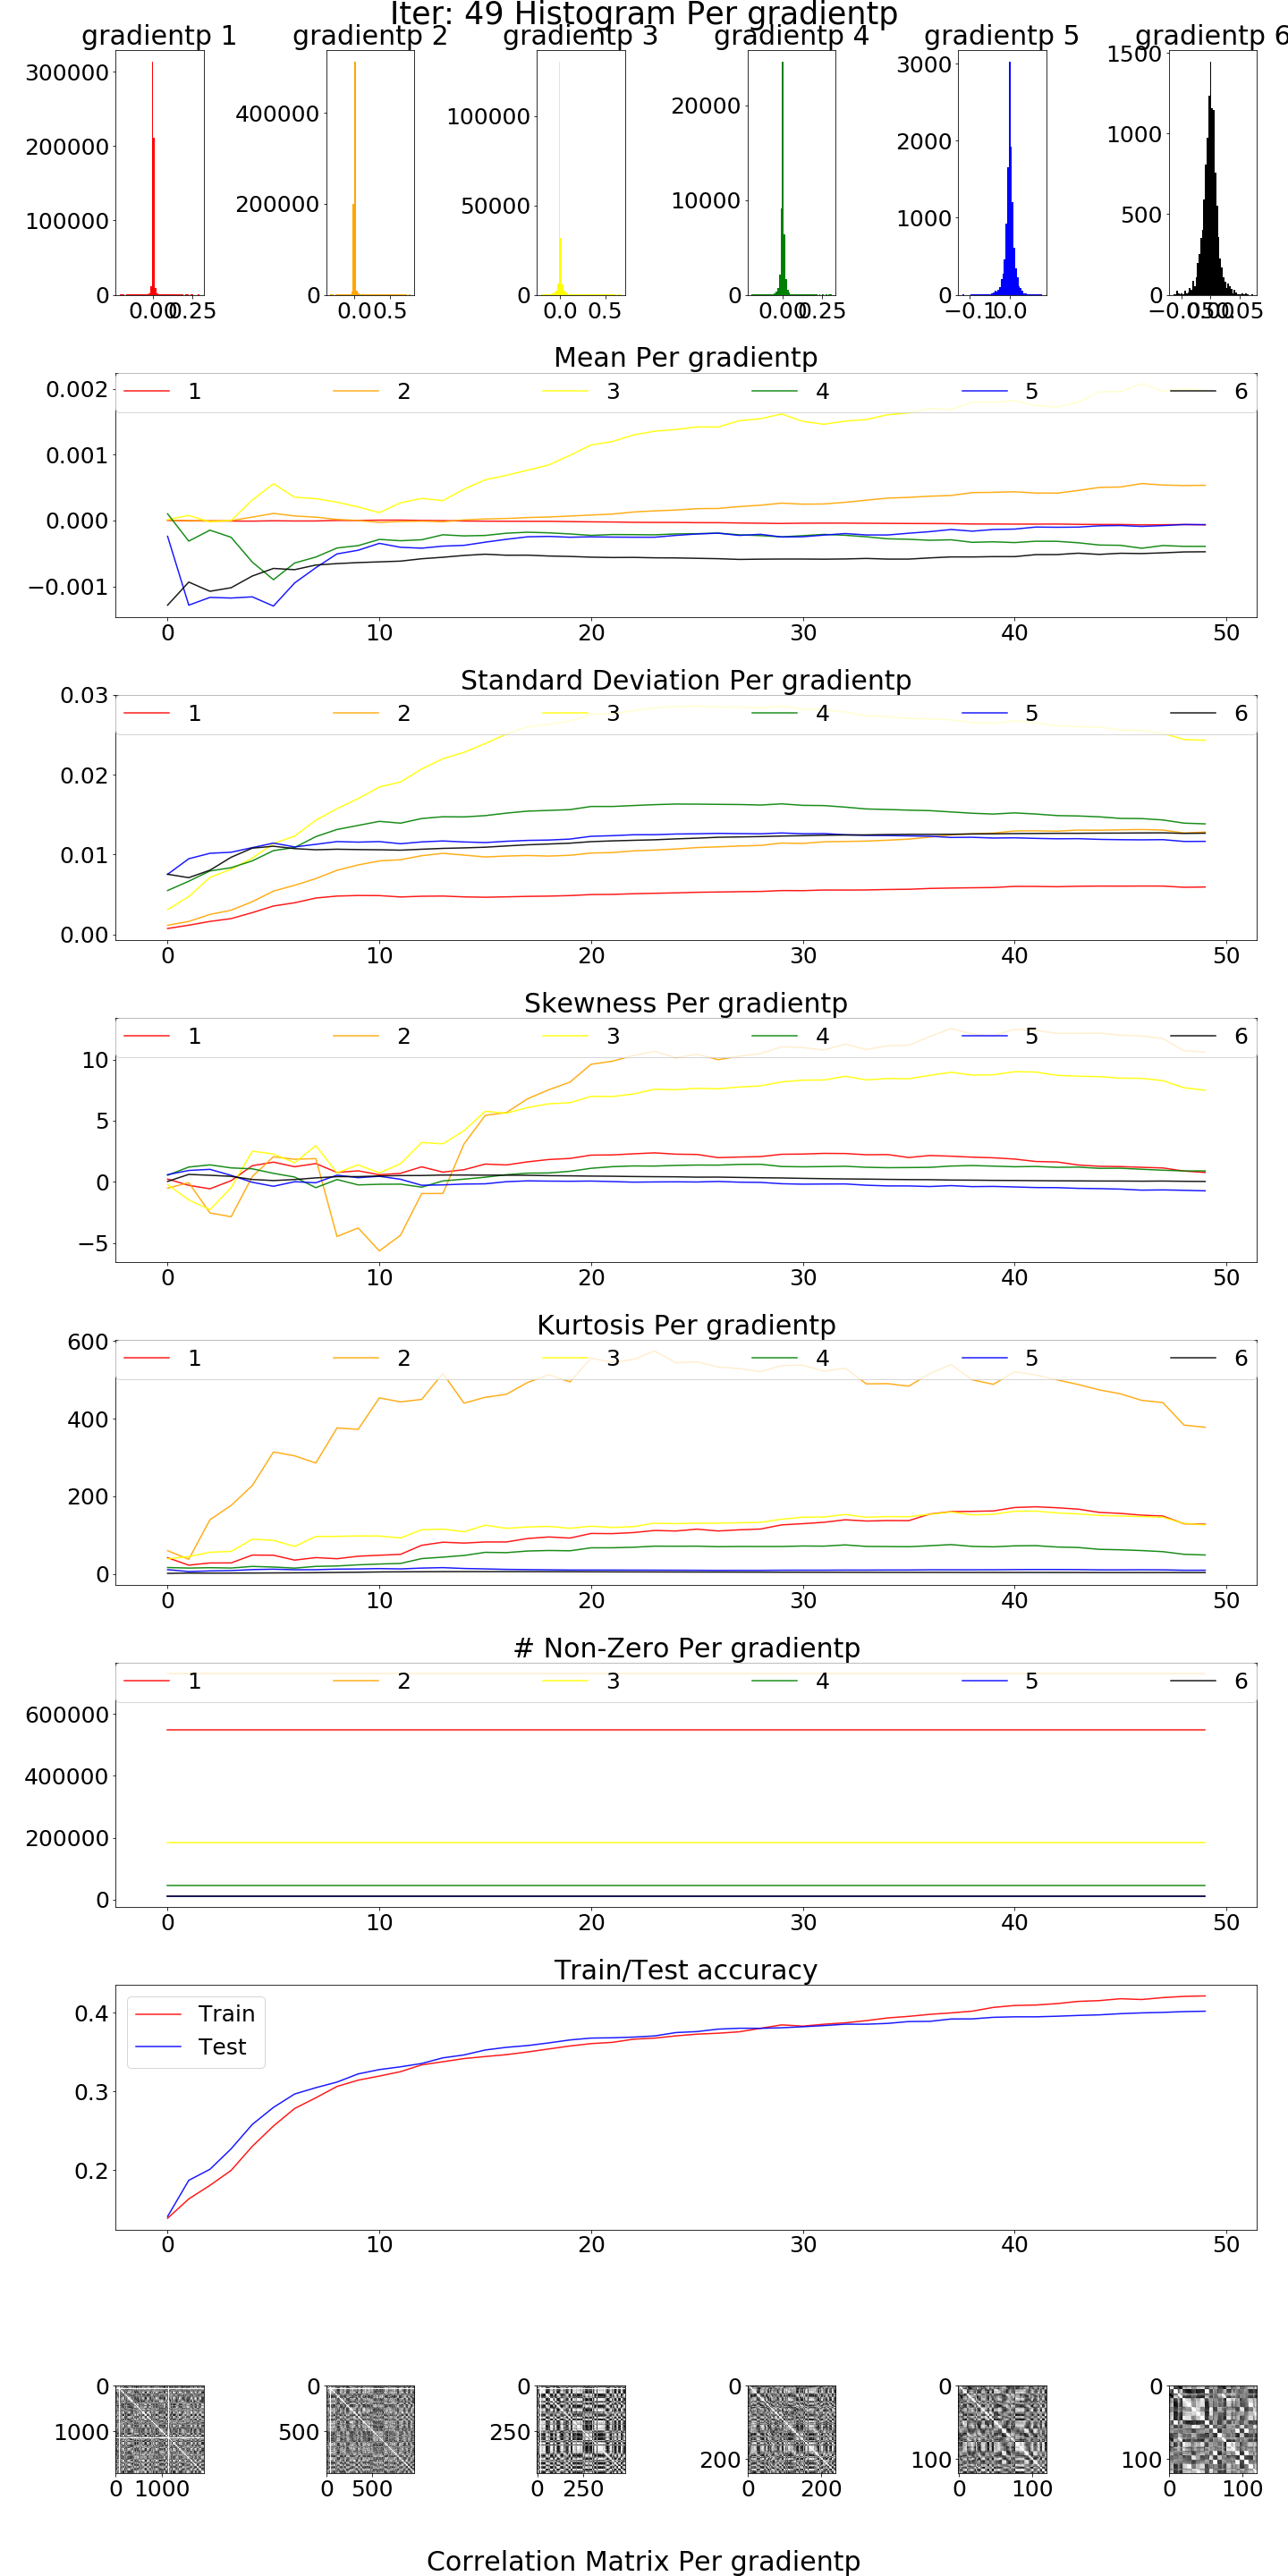 Iter: 49 Histogram Per gradientp
gradientp 1 gradientp 2 gradientp 3 gradientp 4 gradientp 5 gradientp 6
300000 200000 100000 0
400000 200000 0
100000 50000 0
20000 10000 0
3000 2000 1000 0
1500 1000 500 0
0.00 0.25 0.0 0.5 0.0 0.5 0.00 0.25 −0.1 0.0 −0.05 0.00 0.05
Mean Per gradientp
1 2 3 4 5 6
0.002
0.001
0.000
−0.001
0 10 20 30 40 50
Standard Deviation Per gradientp
1 2 3 4 5 6
0.03
0.02
0.01
0.00
0 10 20 30 40 50
Skewness Per gradientp
1 2 3 4 5 6
10
5
0
−5
0 10 20 30 40 50
Kurtosis Per gradientp
1 2 3 4 5 6
600
400
200
0
0 10 20 30 40 50
# Non-Zero Per gradientp
1 2 3 4 5 6
600000
400000
200000
0
0 10 20 30 40 50
Train/Test accuracy
Train
Test
0.4
0.3
0.2
0 10 20 30 40 50
0 0 0 0 0 0
1000 500 250 200 100 100
0 1000 0 500 0 250 0 200 0 100 0 100
Correlation Matrix Per gradientp